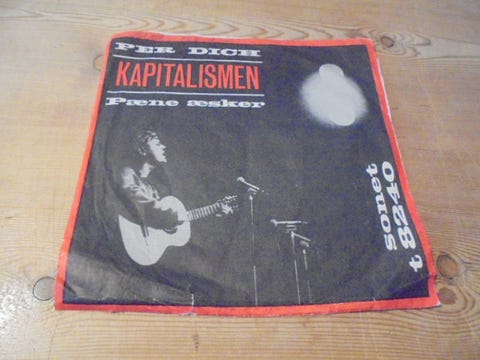 PER DICH
KAPITALISMEN
Pæne æsker
sonet
t 8240